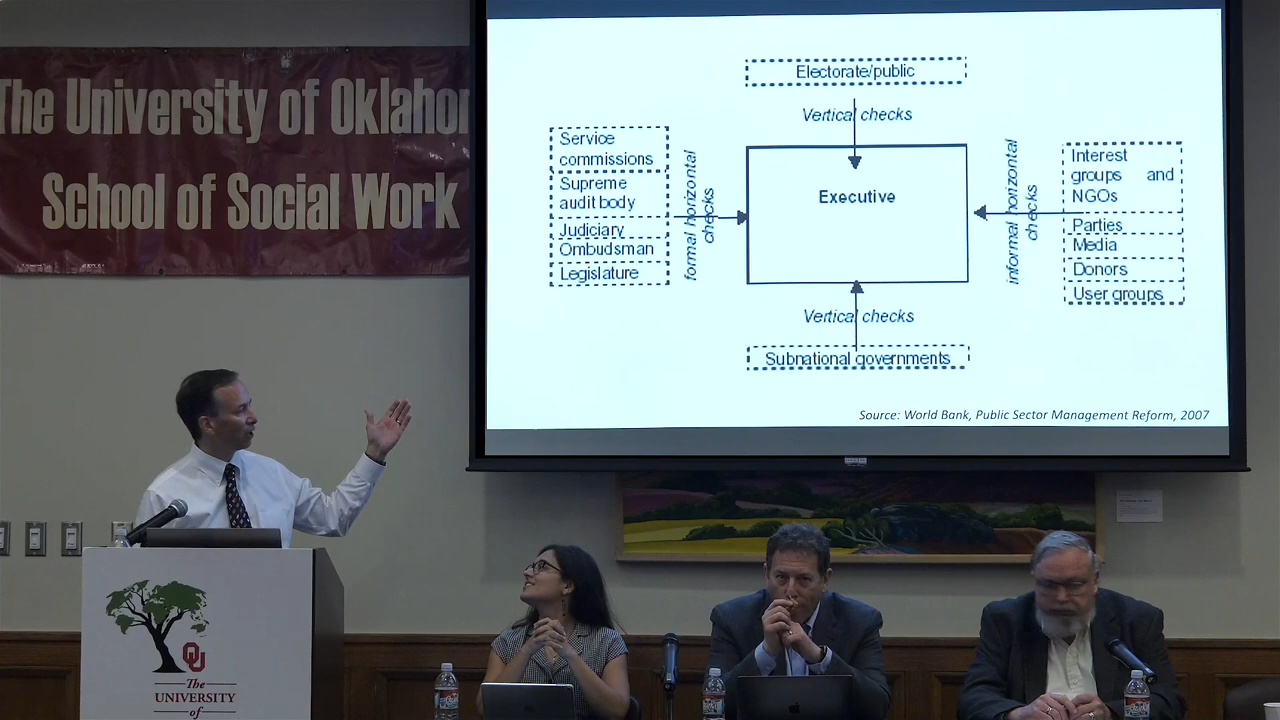 The University of Oklahom
School of Social Work
Electorate/public
Vertical checks
Service
commissions
Supreme
audit body
Judiciary
Ombudsman
Legislature
formal horizontal
checks
Executive
informal horizontal
checks
Interest
groups and
NGOs
Parties
Media
Donors
User groups
Vertical checks
Subnational governments
Source: World Bank, Public Sector Management Reform, 2007
OU
The
UNIVERSITY
of